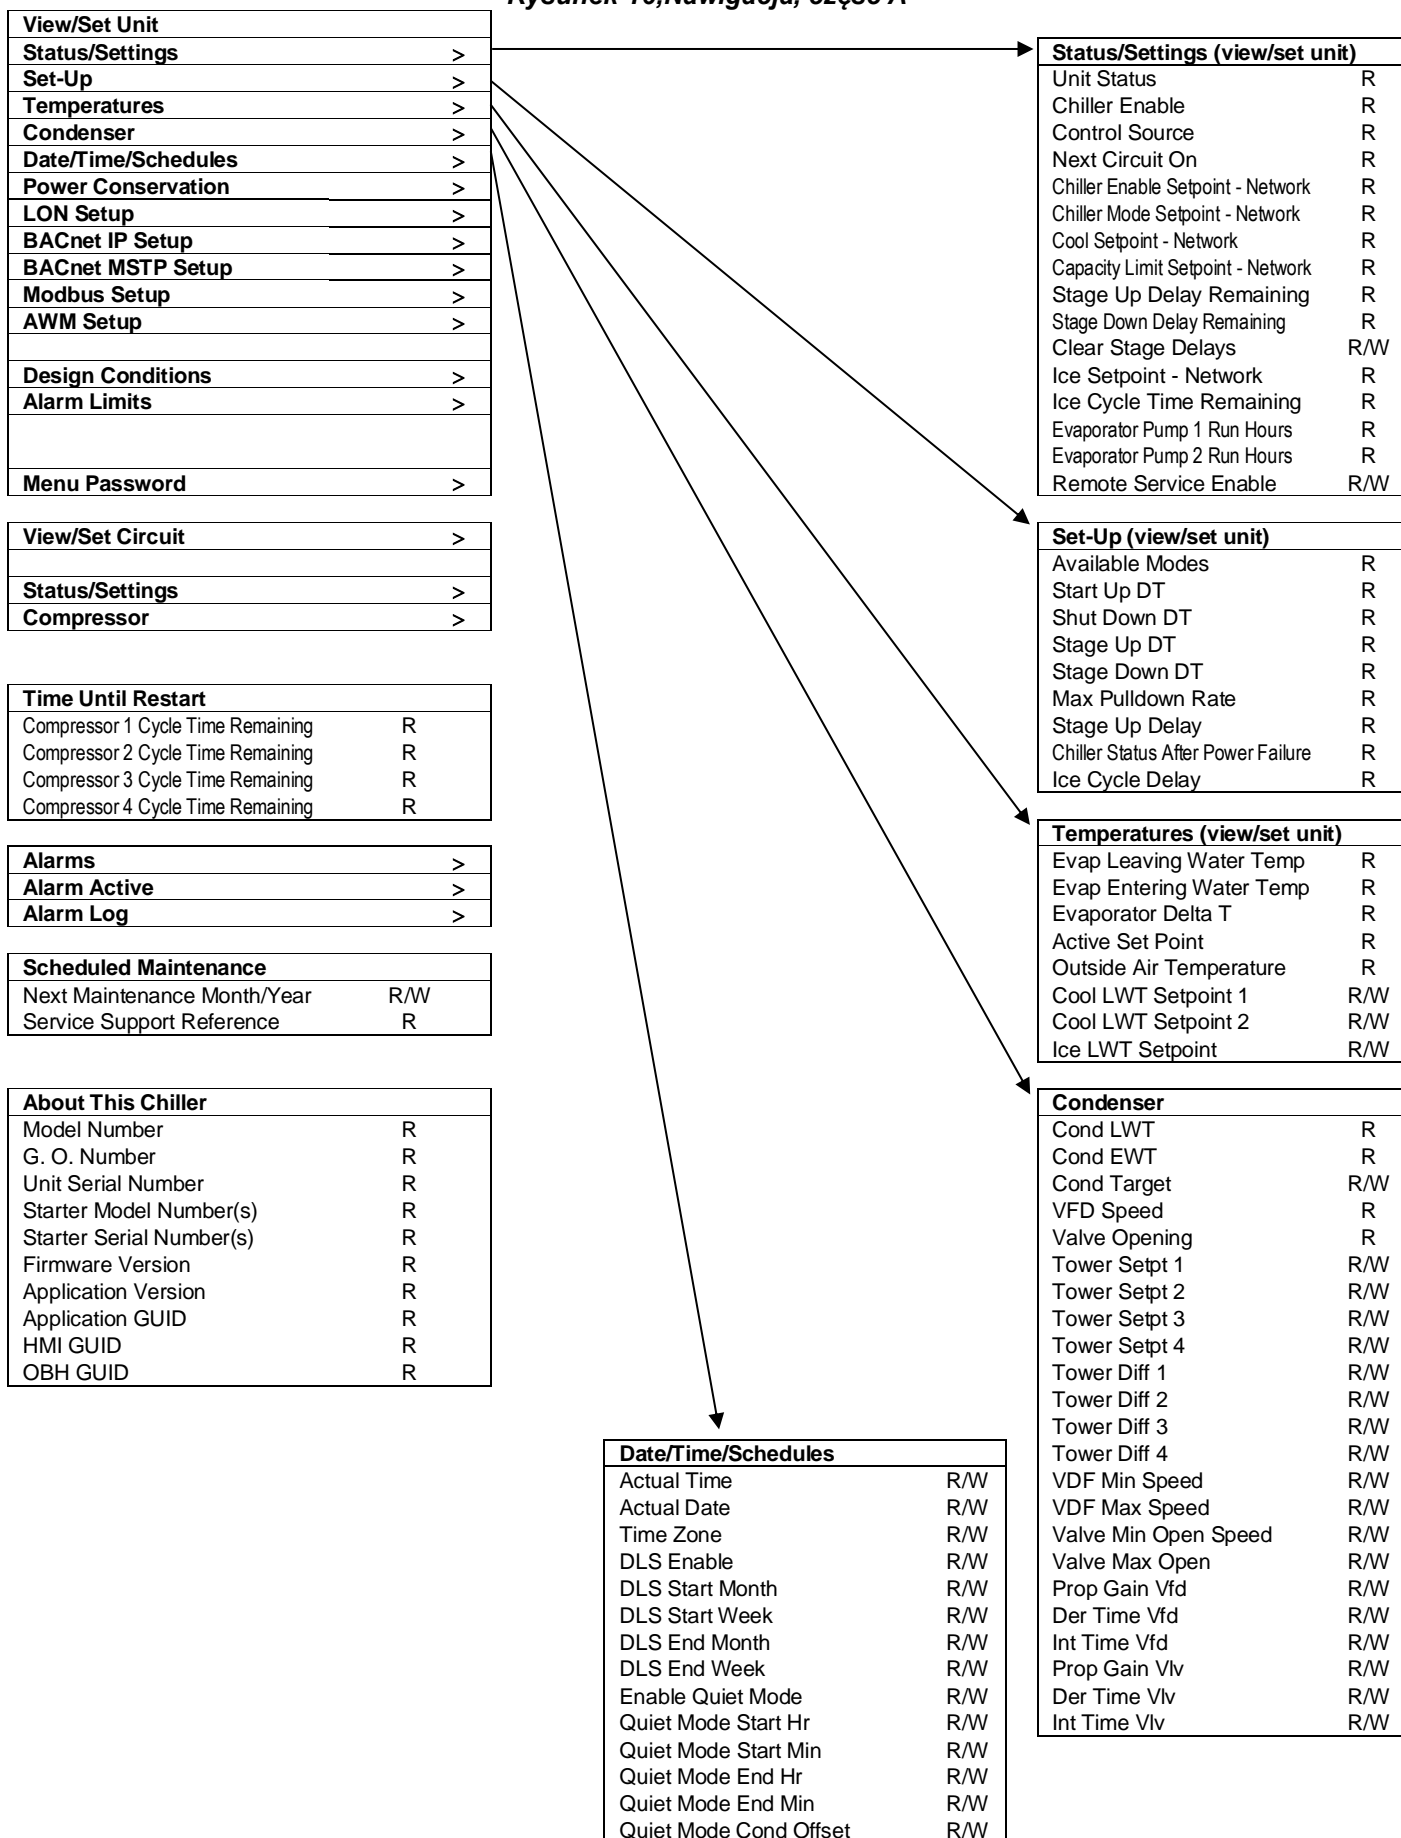 Rysunek 10,Nawigacja, część A
View/Set Unit
Status/Settings >
Set-Up >
Temperatures >
Condenser >
Date/Time/Schedules >
Power Conservation >
LON Setup >
BACnet IP Setup >
BACnet MSTP Setup >
Modbus Setup >
AWM Setup >
Design Conditions >
Alarm Limits >
Menu Password >
View/Set Circuit >
Status/Settings >
Compressor >
Time Until Restart
Compressor 1 Cycle Time Remaining R
Compressor 2 Cycle Time Remaining R
Compressor 3 Cycle Time Remaining R
Compressor 4 Cycle Time Remaining R
Alarms >
Alarm Active >
Alarm Log >
Scheduled Maintenance
Next Maintenance Month/Year R/W
Service Support Reference R
About This Chiller
Model Number R
G. O. Number R
Unit Serial Number R
Starter Model Number(s) R
Starter Serial Number(s) R
Firmware Version R
Application Version R
Application GUID R
HMI GUID R
OBH GUID R
Status/Settings (view/set unit)
Unit Status R
Chiller Enable R
Control Source R
Next Circuit On R
Chiller Enable Setpoint - Network R
Chiller Mode Setpoint - Network R
Cool Setpoint - Network R
Capacity Limit Setpoint - Network R
Stage Up Delay Remaining R
Stage Down Delay Remaining R
Clear Stage Delays R/W
Ice Setpoint - Network R
Ice Cycle Time Remaining R
Evaporator Pump 1 Run Hours R
Evaporator Pump 2 Run Hours R
Remote Service Enable R/W
Set-Up (view/set unit)
Available Modes R
Start Up DT R
Shut Down DT R
Stage Up DT R
Stage Down DT R
Max Pulldown Rate R
Stage Up Delay R
Chiller Status After Power Failure R
Ice Cycle Delay R
Temperatures (view/set unit)
Evap Leaving Water Temp R
Evap Entering Water Temp R
Evaporator Delta T R
Active Set Point R
Outside Air Temperature R
Cool LWT Setpoint 1 R/W
Cool LWT Setpoint 2 R/W
Ice LWT Setpoint R/W
Condenser
Cond LWT R
Cond EWT R
Cond Target R/W
VFD Speed R
Valve Opening R
Tower Setpt 1 R/W
Tower Setpt 2 R/W
Tower Setpt 3 R/W
Tower Setpt 4 R/W
Tower Diff 1 R/W
Tower Diff 2 R/W
Tower Diff 3 R/W
Tower Diff 4 R/W
VDF Min Speed R/W
VDF Max Speed R/W
Valve Min Open Speed R/W
Valve Max Open R/W
Prop Gain Vfd R/W
Der Time Vfd R/W
Int Time Vfd R/W
Prop Gain Vlv R/W
Der Time Vlv R/W
Int Time Vlv R/W
Date/Time/Schedules
Actual Time R/W
Actual Date R/W
Time Zone R/W
DLS Enable R/W
DLS Start Month R/W
DLS Start Week R/W
DLS End Month R/W
DLS End Week R/W
Enable Quiet Mode R/W
Quiet Mode Start Hr R/W
Quiet Mode Start Min R/W
Quiet Mode End Hr R/W
Quiet Mode End Min R/W
Quiet Mode Cond Offset R/W